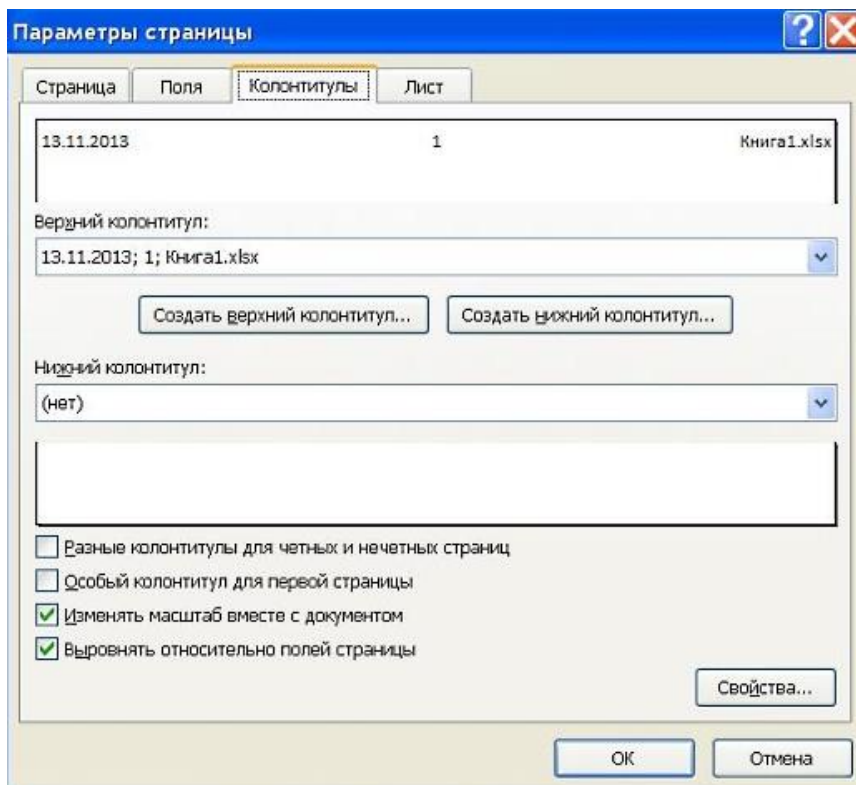 Параметры страницы
Страница Поля Колонтитулы Лист
13.11.2013 1 Книга1.xlsx
Верхний колонтитул:
13.11.2013; 1; Книга1.xlsx
Создать верхний колонтитул... Создать нижний колонтитул...
Нижний колонтитул:
(нет)
Разные колонтитулы для четных и нечетных страниц
Особый колонтитул для первой страницы
Изменять масштаб вместе с документом
Выровнять относительно полей страницы
Свойства...
ОК Отмена